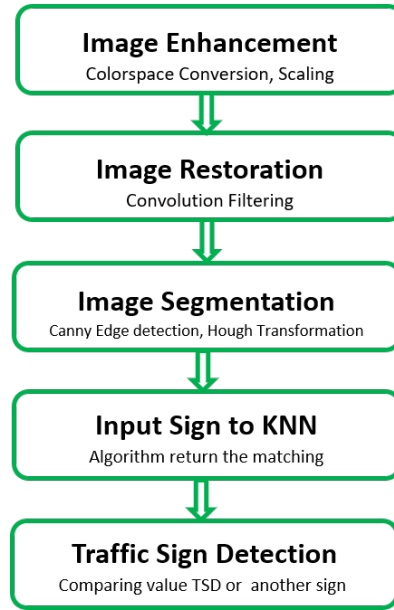 Image Enhancement
Colorspace Conversion, Scaling
Image Restoration
Convolution Filtering
Image Segmentation
Canny Edge detection, Hough Transformation
Input Sign to KNN
Algorithm return the matching
Traffic Sign Detection
Comparing value TSD or another sign